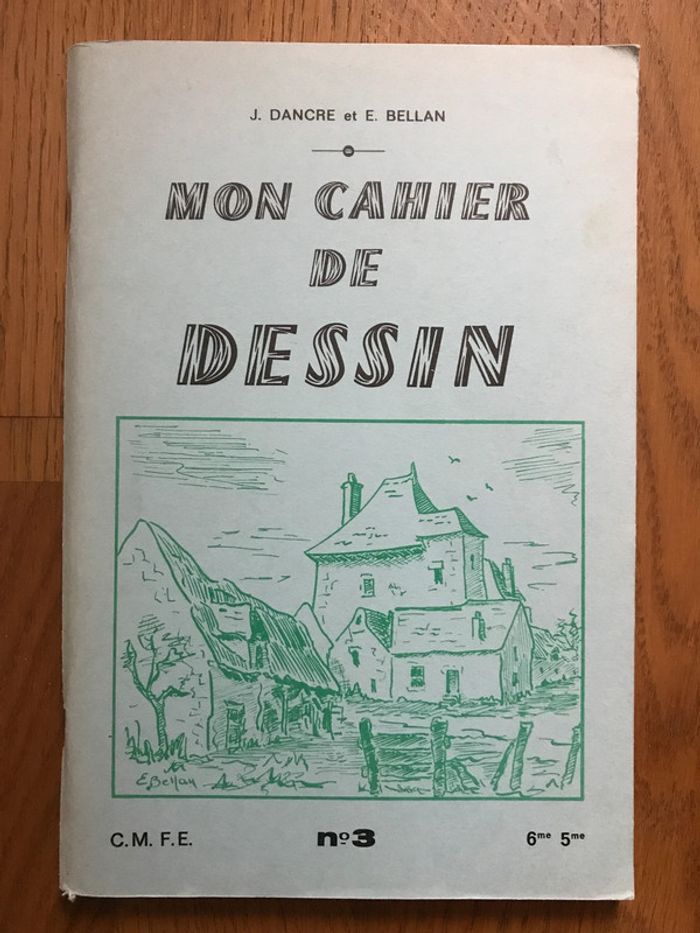 J. DANCRE et E. BELLAN
MON CAHIER
DE
DESSIN
E. Bellan
C.M.F.E. nº3 6me 5me